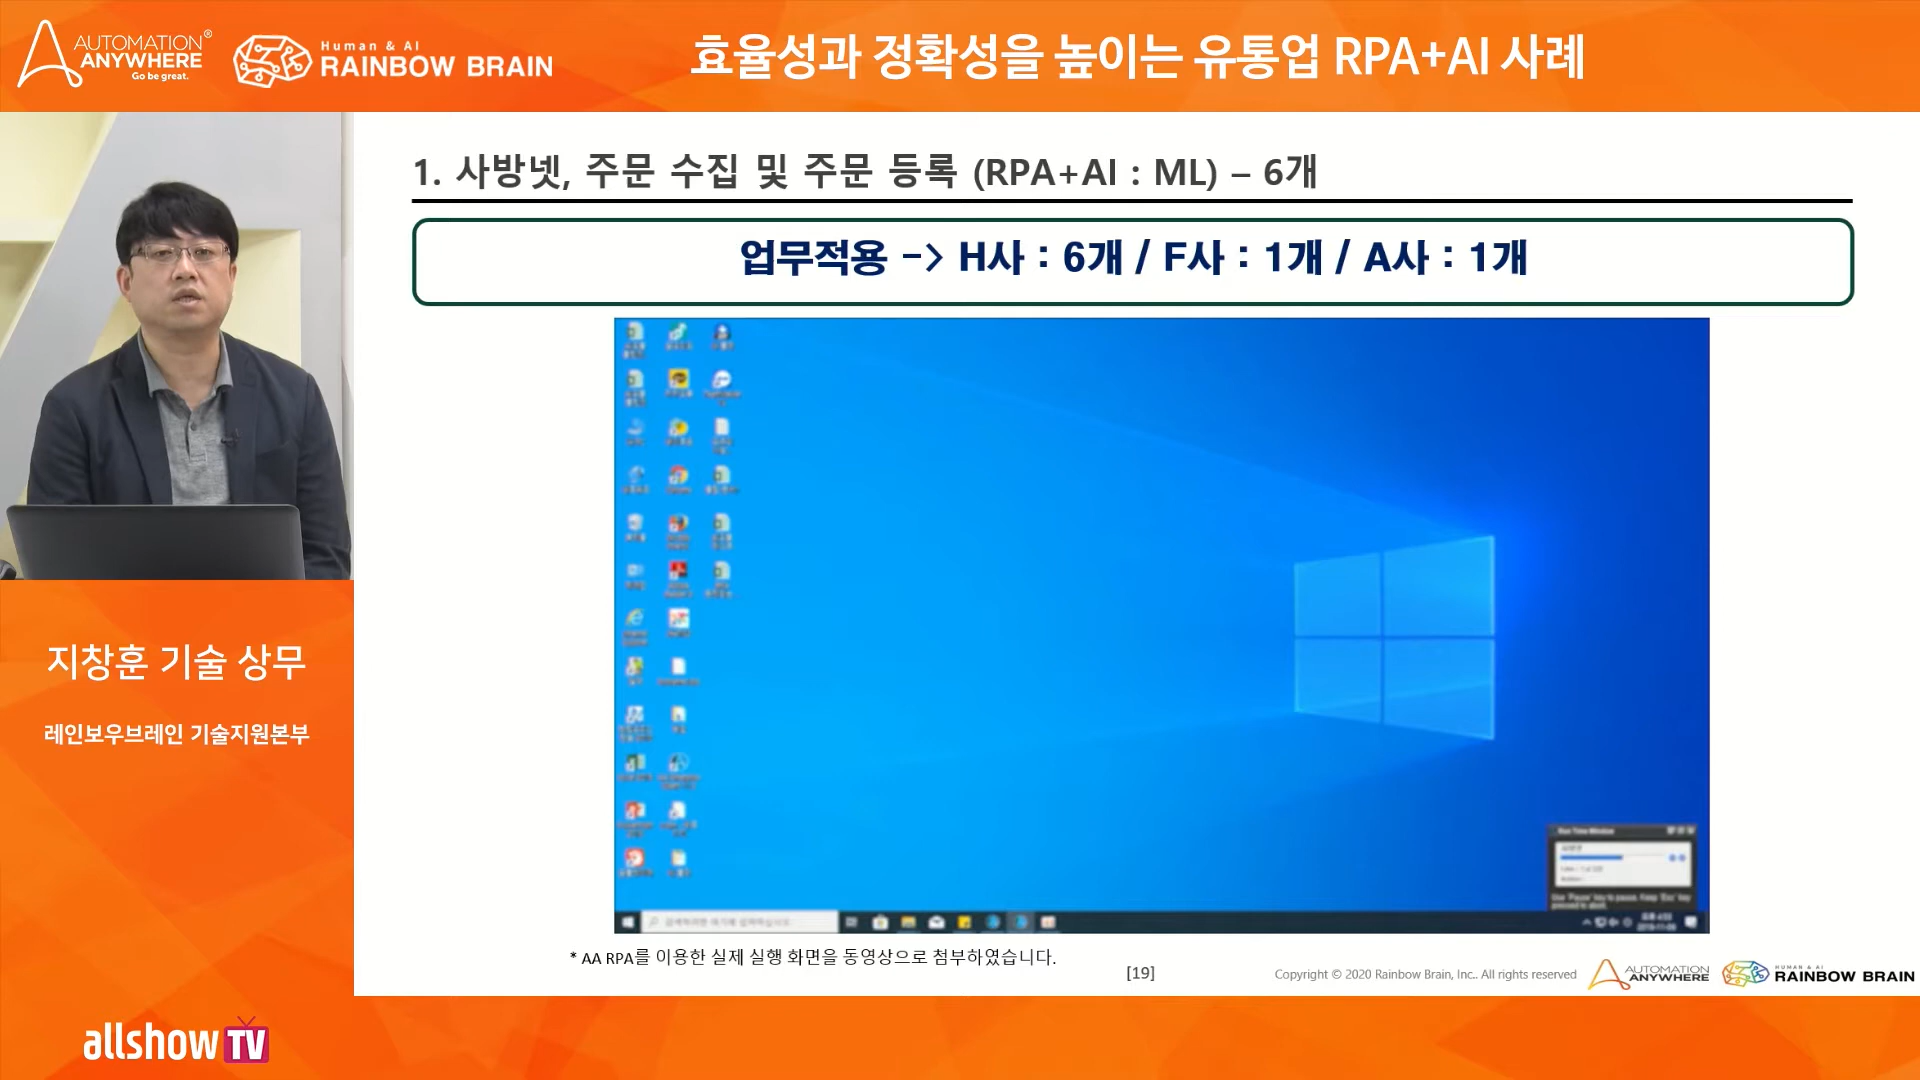 AUTOMATION
ANYWHERE®
Go be great.
Human & AI
RAINBOW BRAIN
효율성과 정확성을 높이는 유통업 RPA+AI 사례
1. 사방넷, 주문 수집 및 주문 등록 (RPA+AI : ML) – 6개
업무적용 -> H사 : 6개 / F사 : 1개 / A사 : 1개
지창훈 기술 상무
레인보우브레인 기술지원본부
Run Time Window
* AA RPA를 이용한 실제 실행 화면을 동영상으로 첨부하였습니다.
[19]
Copyright © 2020 Rainbow Brain, Inc.. All rights reserved
AUTOMATION
ANYWHERE
HUMAN & AI
RAINBOW BRAIN
allshow TV